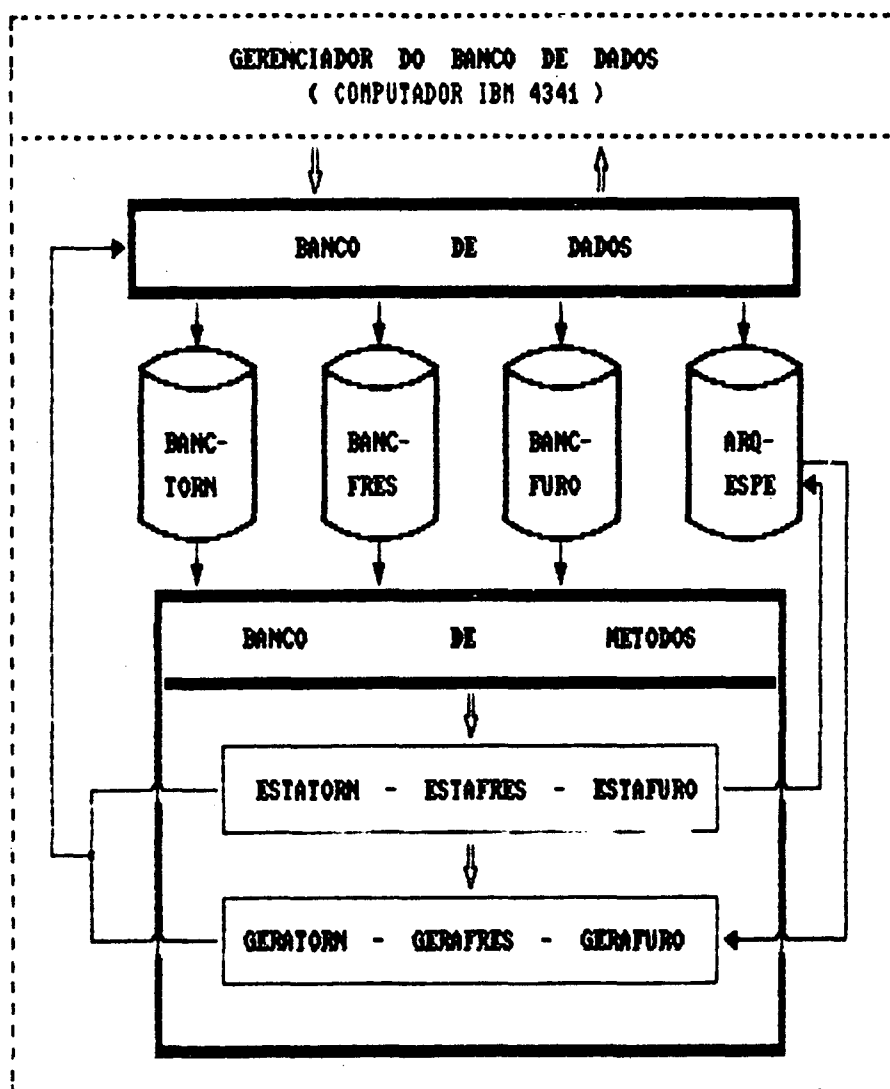 GERENCIADOR DO BANCO DE DADOS
( COMPUTADOR IBM 4341 )
BANCO DE DADOS
BANC-
TORN
BANC-
FRES
BANC-
FURO
ARQ-
ESPE
BANCO DE METODOS
ESTATORN - ESTAFRES - ESTAFURO
GERATORN - GERAFRES - GERAFURO